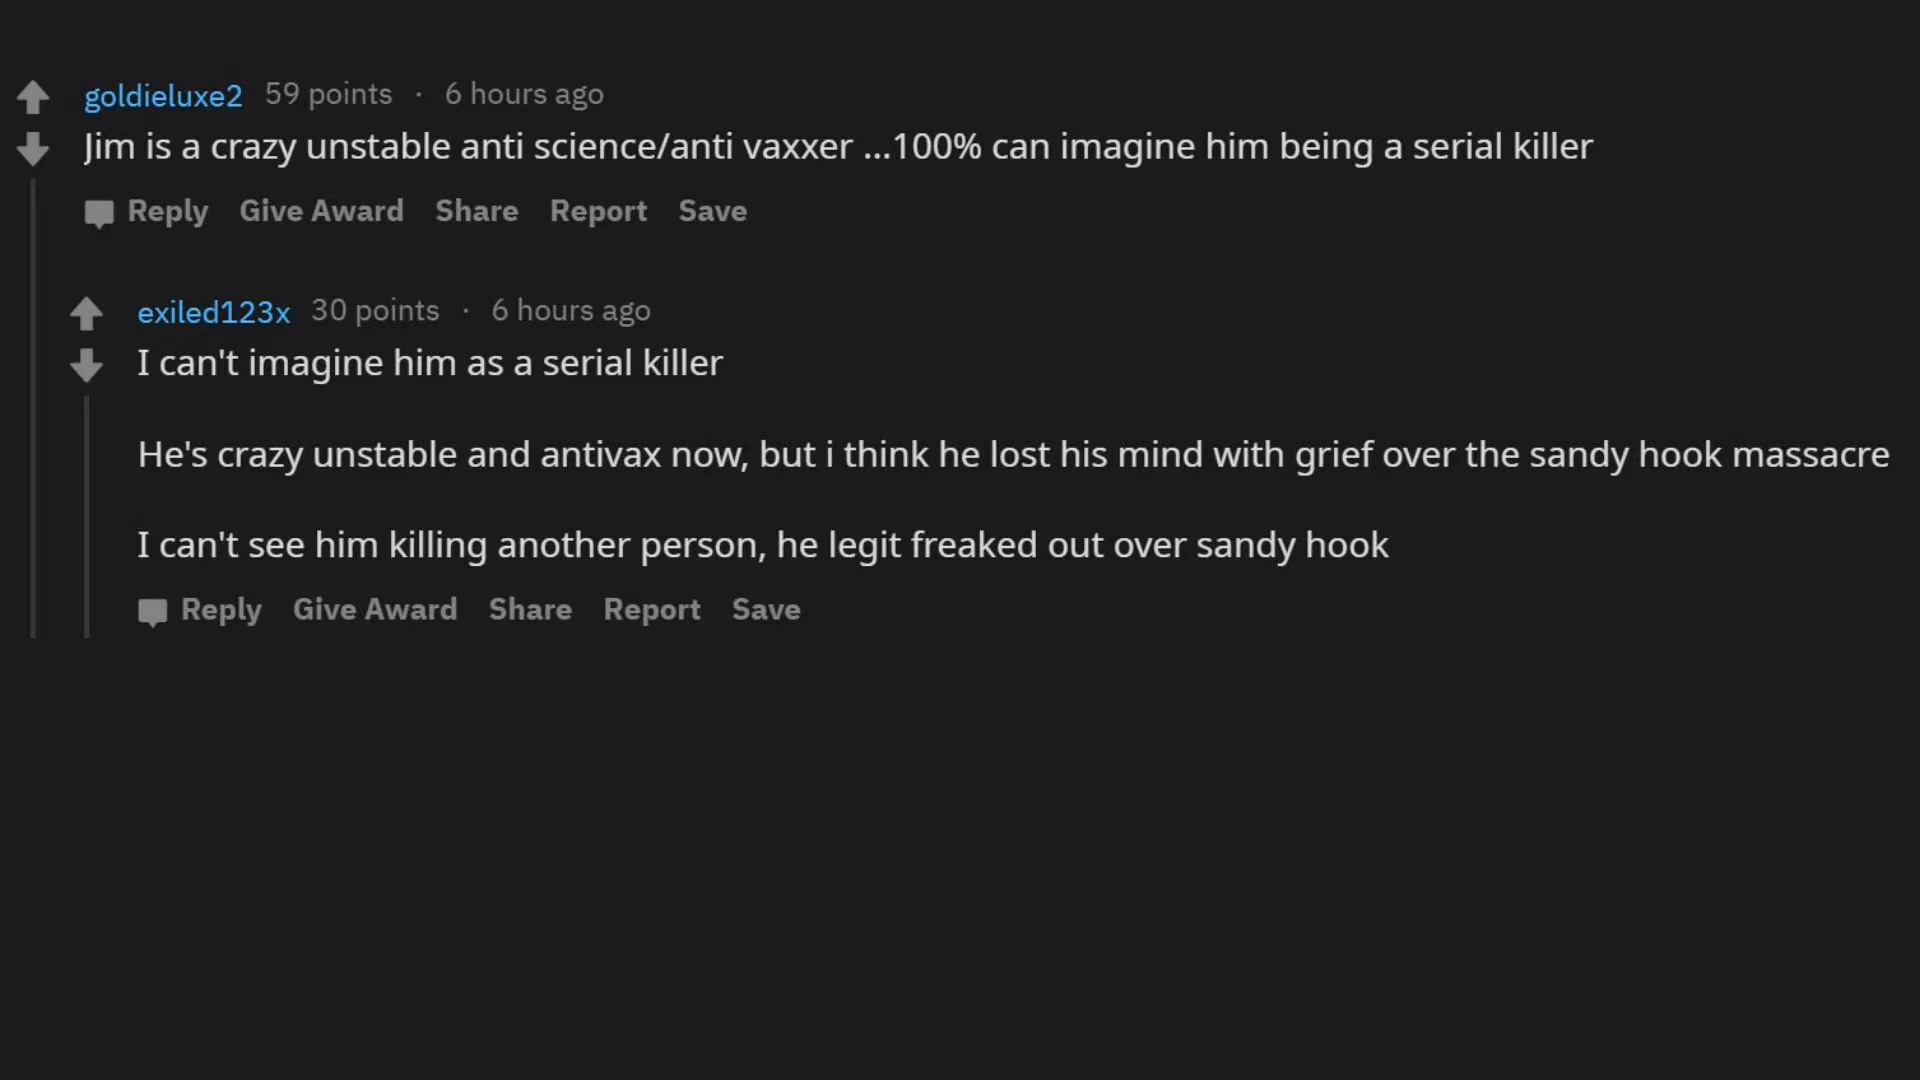 goldieluxe2 59 points · 6 hours ago
Jim is a crazy unstable anti science/anti vaxxer ...100% can imagine him being a serial killer
Reply Give Award Share Report Save
exiled123x 30 points · 6 hours ago
I can't imagine him as a serial killer
He's crazy unstable and antivax now, but i think he lost his mind with grief over the sandy hook massacre
I can't see him killing another person, he legit freaked out over sandy hook
Reply Give Award Share Report Save